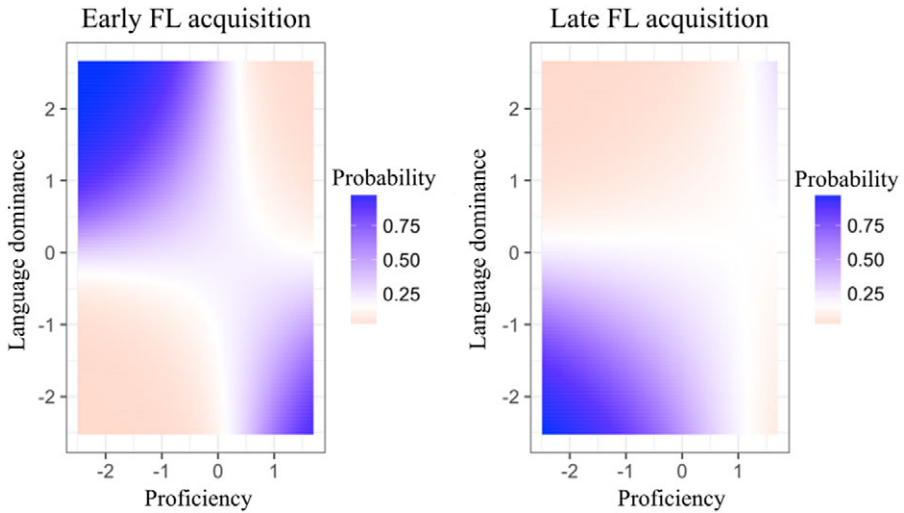 Early FL acquisition
Language dominance
2
1
0
-1
-2
-2 -1 0 1
Proficiency
Probability
0.75
0.50
0.25
Late FL acquisition
Language dominance
2
1
0
-1
-2
-2 -1 0 1
Proficiency
Probability
0.75
0.50
0.25